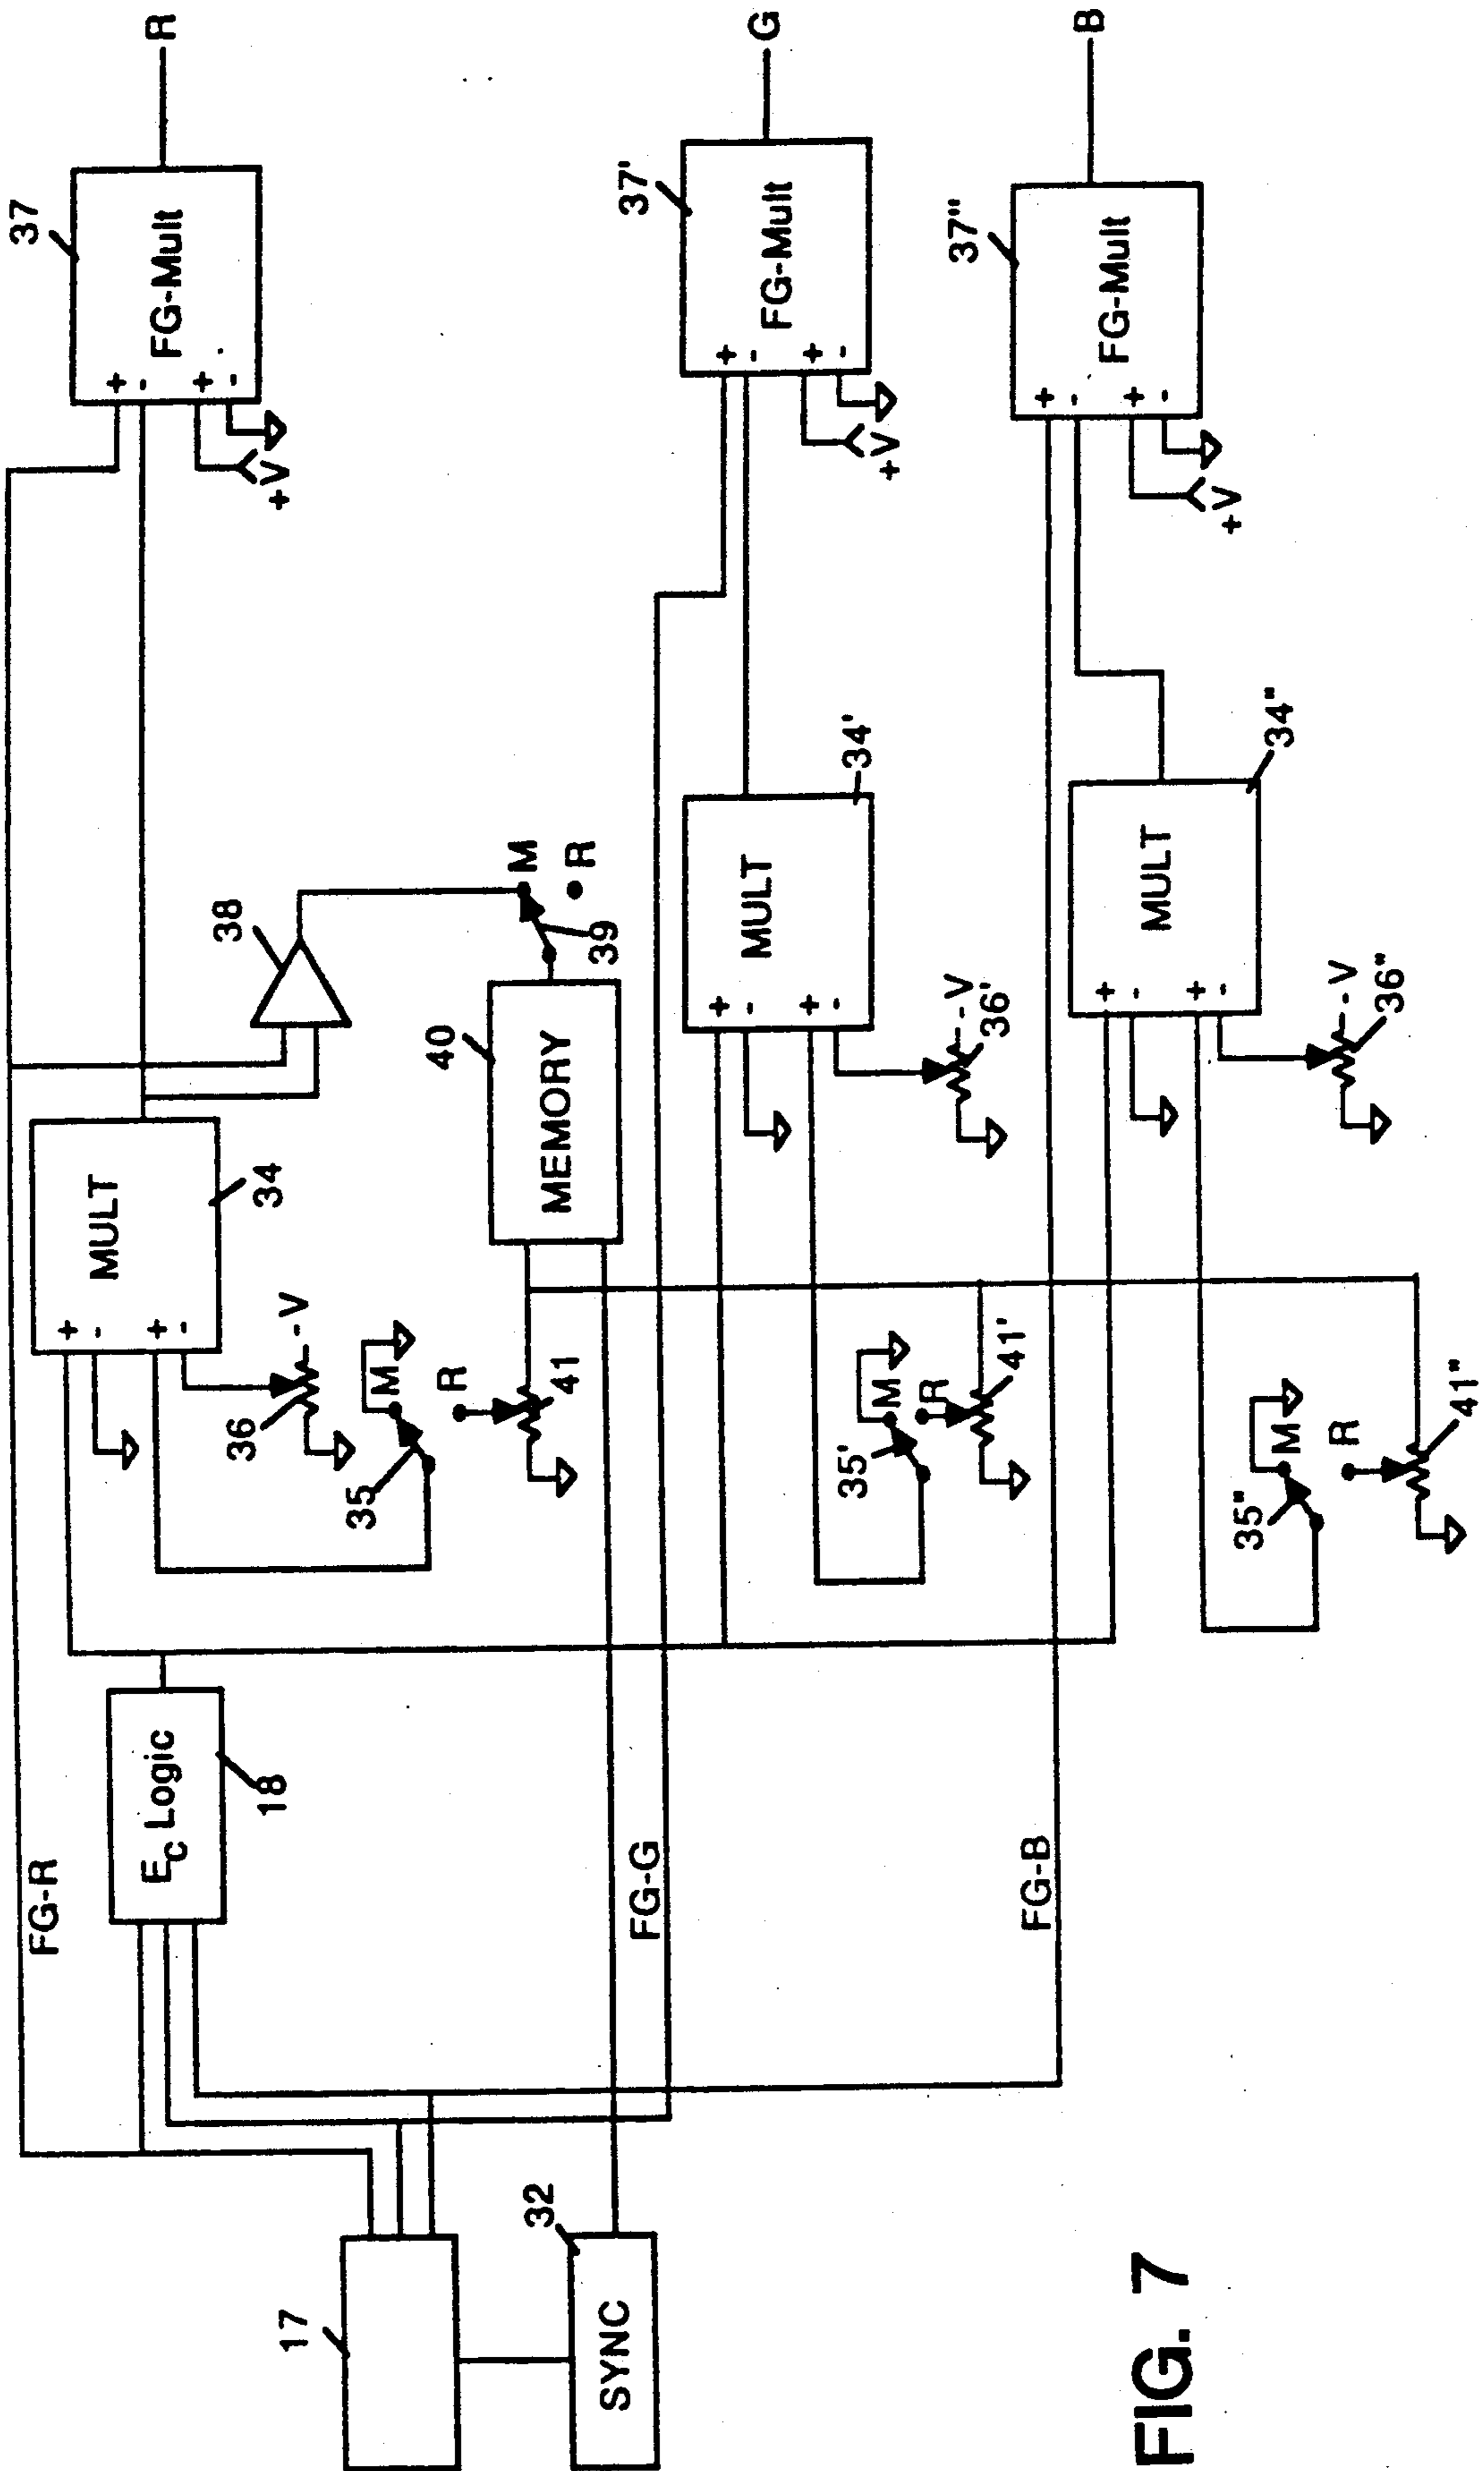 37
FG-Mult
+
-
+
-
+V
R
38
M
R
39
40
MEMORY
MULT
+
-
+
-
34
36
-V
35
M
R
41
FG-R
E_C Logic
18
17
32
SYNC
37'
FG-Mult
+
-
+
-
+V
G
34'
MULT
+
-
+
-
-V
36'
35'
M
R
41'
FG-G
37"
FG-Mult
+
-
+
-
+V
B
34"
MULT
+
-
+
-
-V
36"
35"
M
R
41"
FG-B
FIG. 7